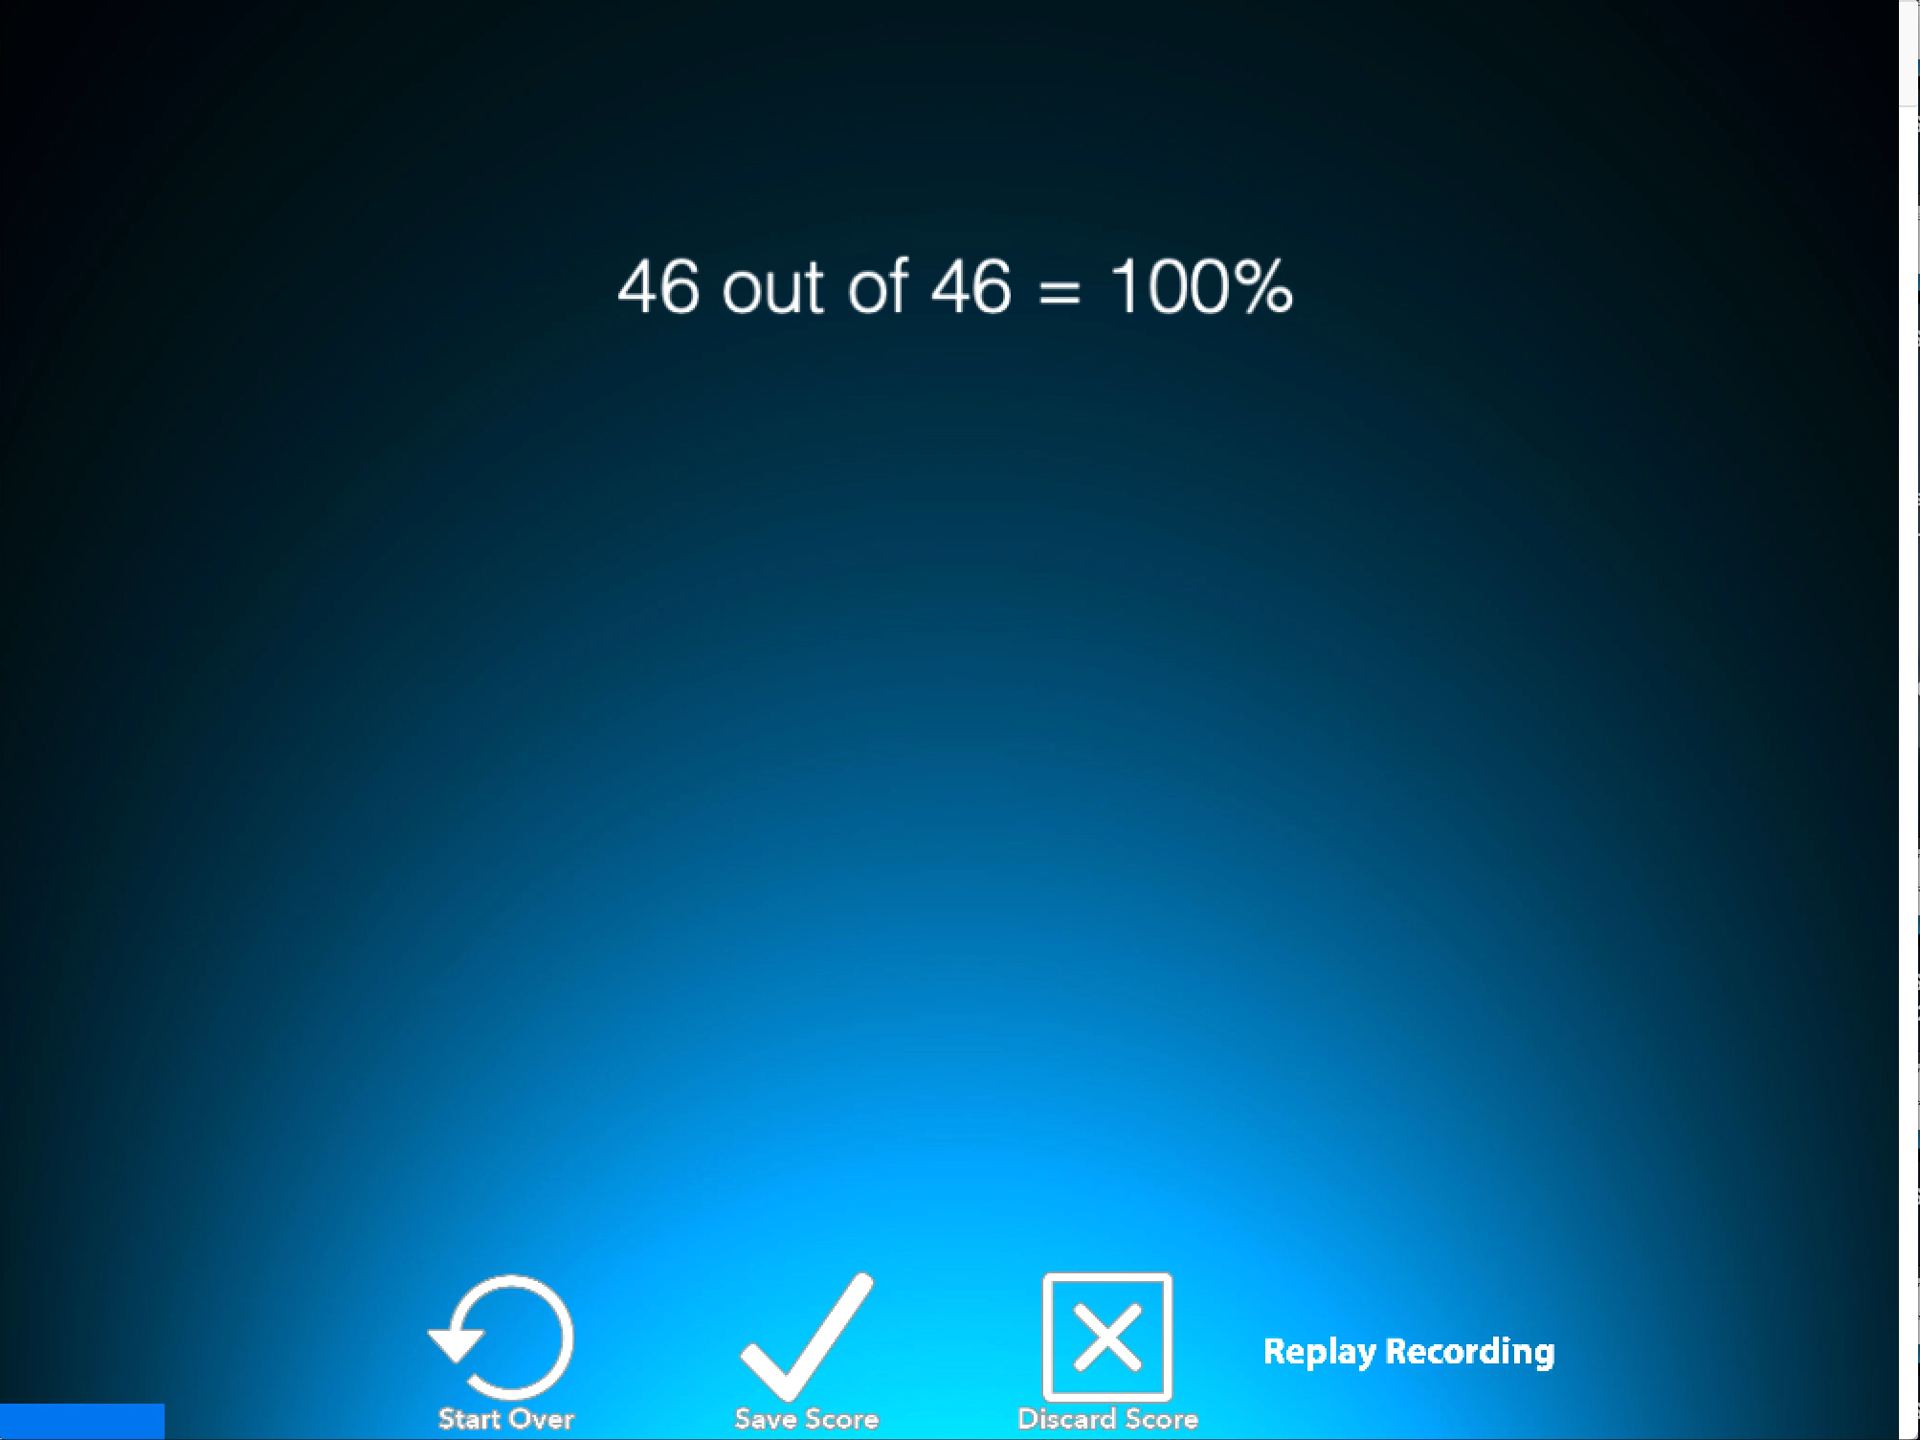 46 out of 46 = 100%
Start Over
Save Score
Discard Score
Replay Recording